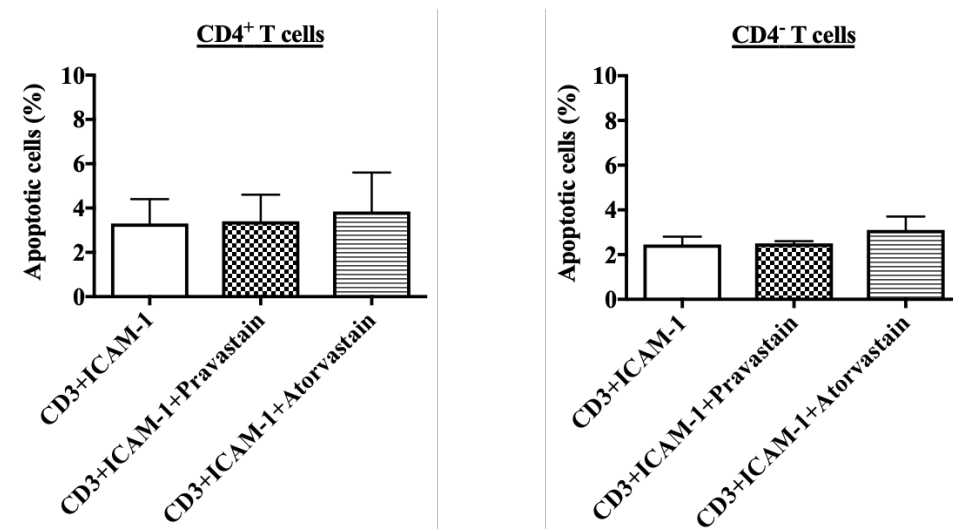 CD4⁺ T cells
Apoptotic cells (%)
10
8
6
4
2
0
CD3+ICAM-1
CD3+ICAM-1+Pravastain
CD3+ICAM-1+Atorvastain
CD4⁻ T cells
Apoptotic cells (%)
10
8
6
4
2
0
CD3+ICAM-1
CD3+ICAM-1+Pravastain
CD3+ICAM-1+Atorvastain